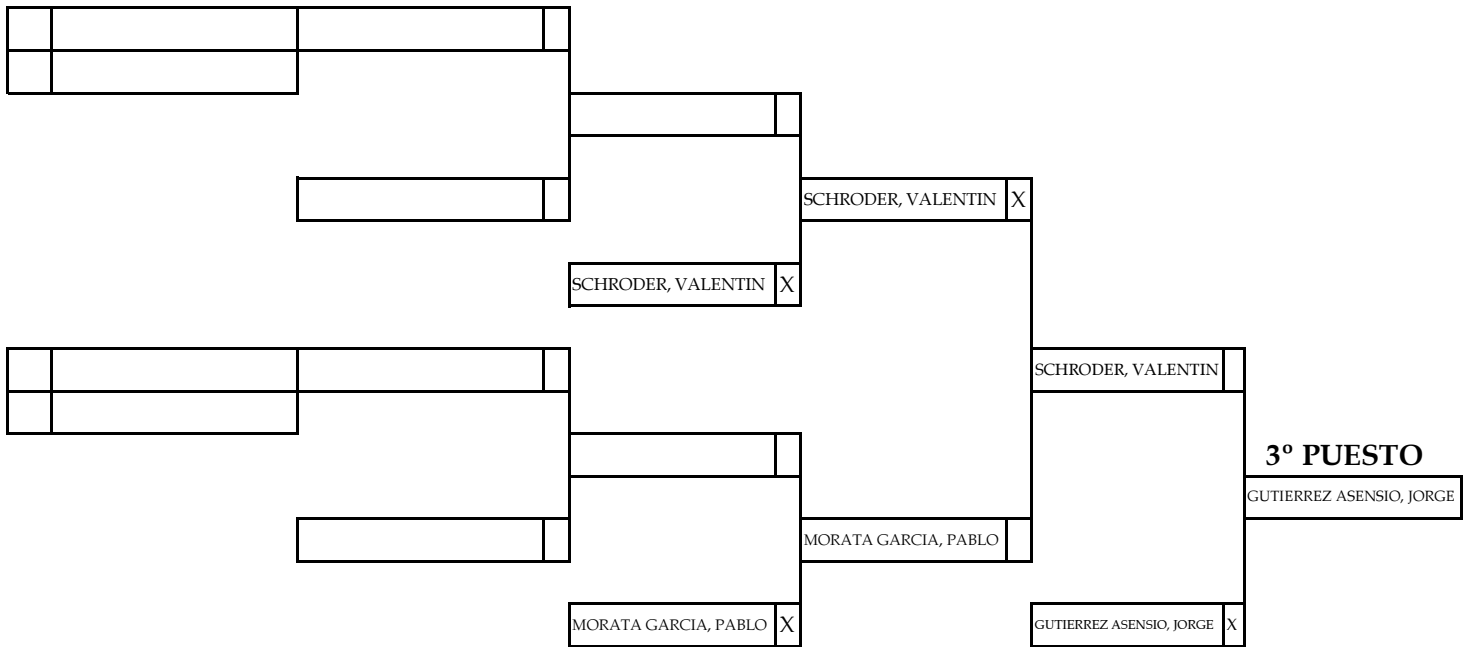 SCHRODER, VALENTIN X
SCHRODER, VALENTIN X
SCHRODER, VALENTIN
3º PUESTO
GUTIERREZ ASENSIO, JORGE
MORATA GARCIA, PABLO
MORATA GARCIA, PABLO X
GUTIERREZ ASENSIO, JORGE X